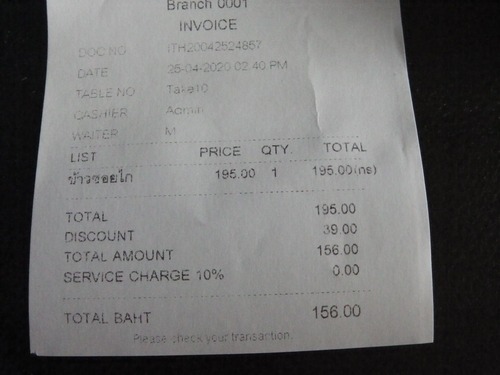 Branch 0001
INVOICE
DOC NO ITH20042524857
DATE 25-04-2020 02:40 PM
TABLE NO Take10
CASHIER Admin
WAITER M
LIST PRICE QTY. TOTAL
ข้าวซอยไก 195.00 1 195.00(กร)
TOTAL 195.00
DISCOUNT 39.00
TOTAL AMOUNT 156.00
SERVICE CHARGE 10% 0.00
TOTAL BAHT 156.00
Please check your transartion